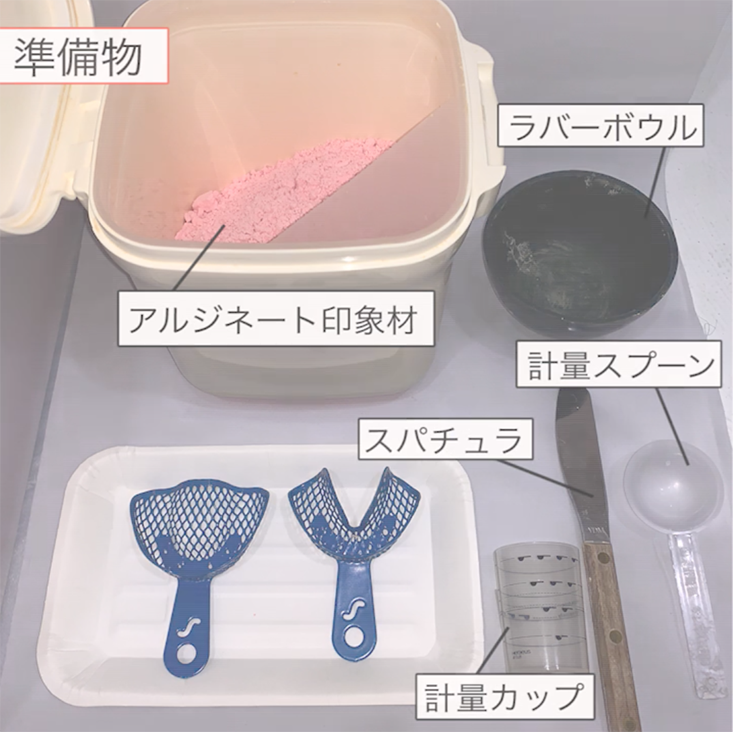 準備物
ラバーボウル
アルジネート印象材
計量スプーン
スパチュラ
計量カップ